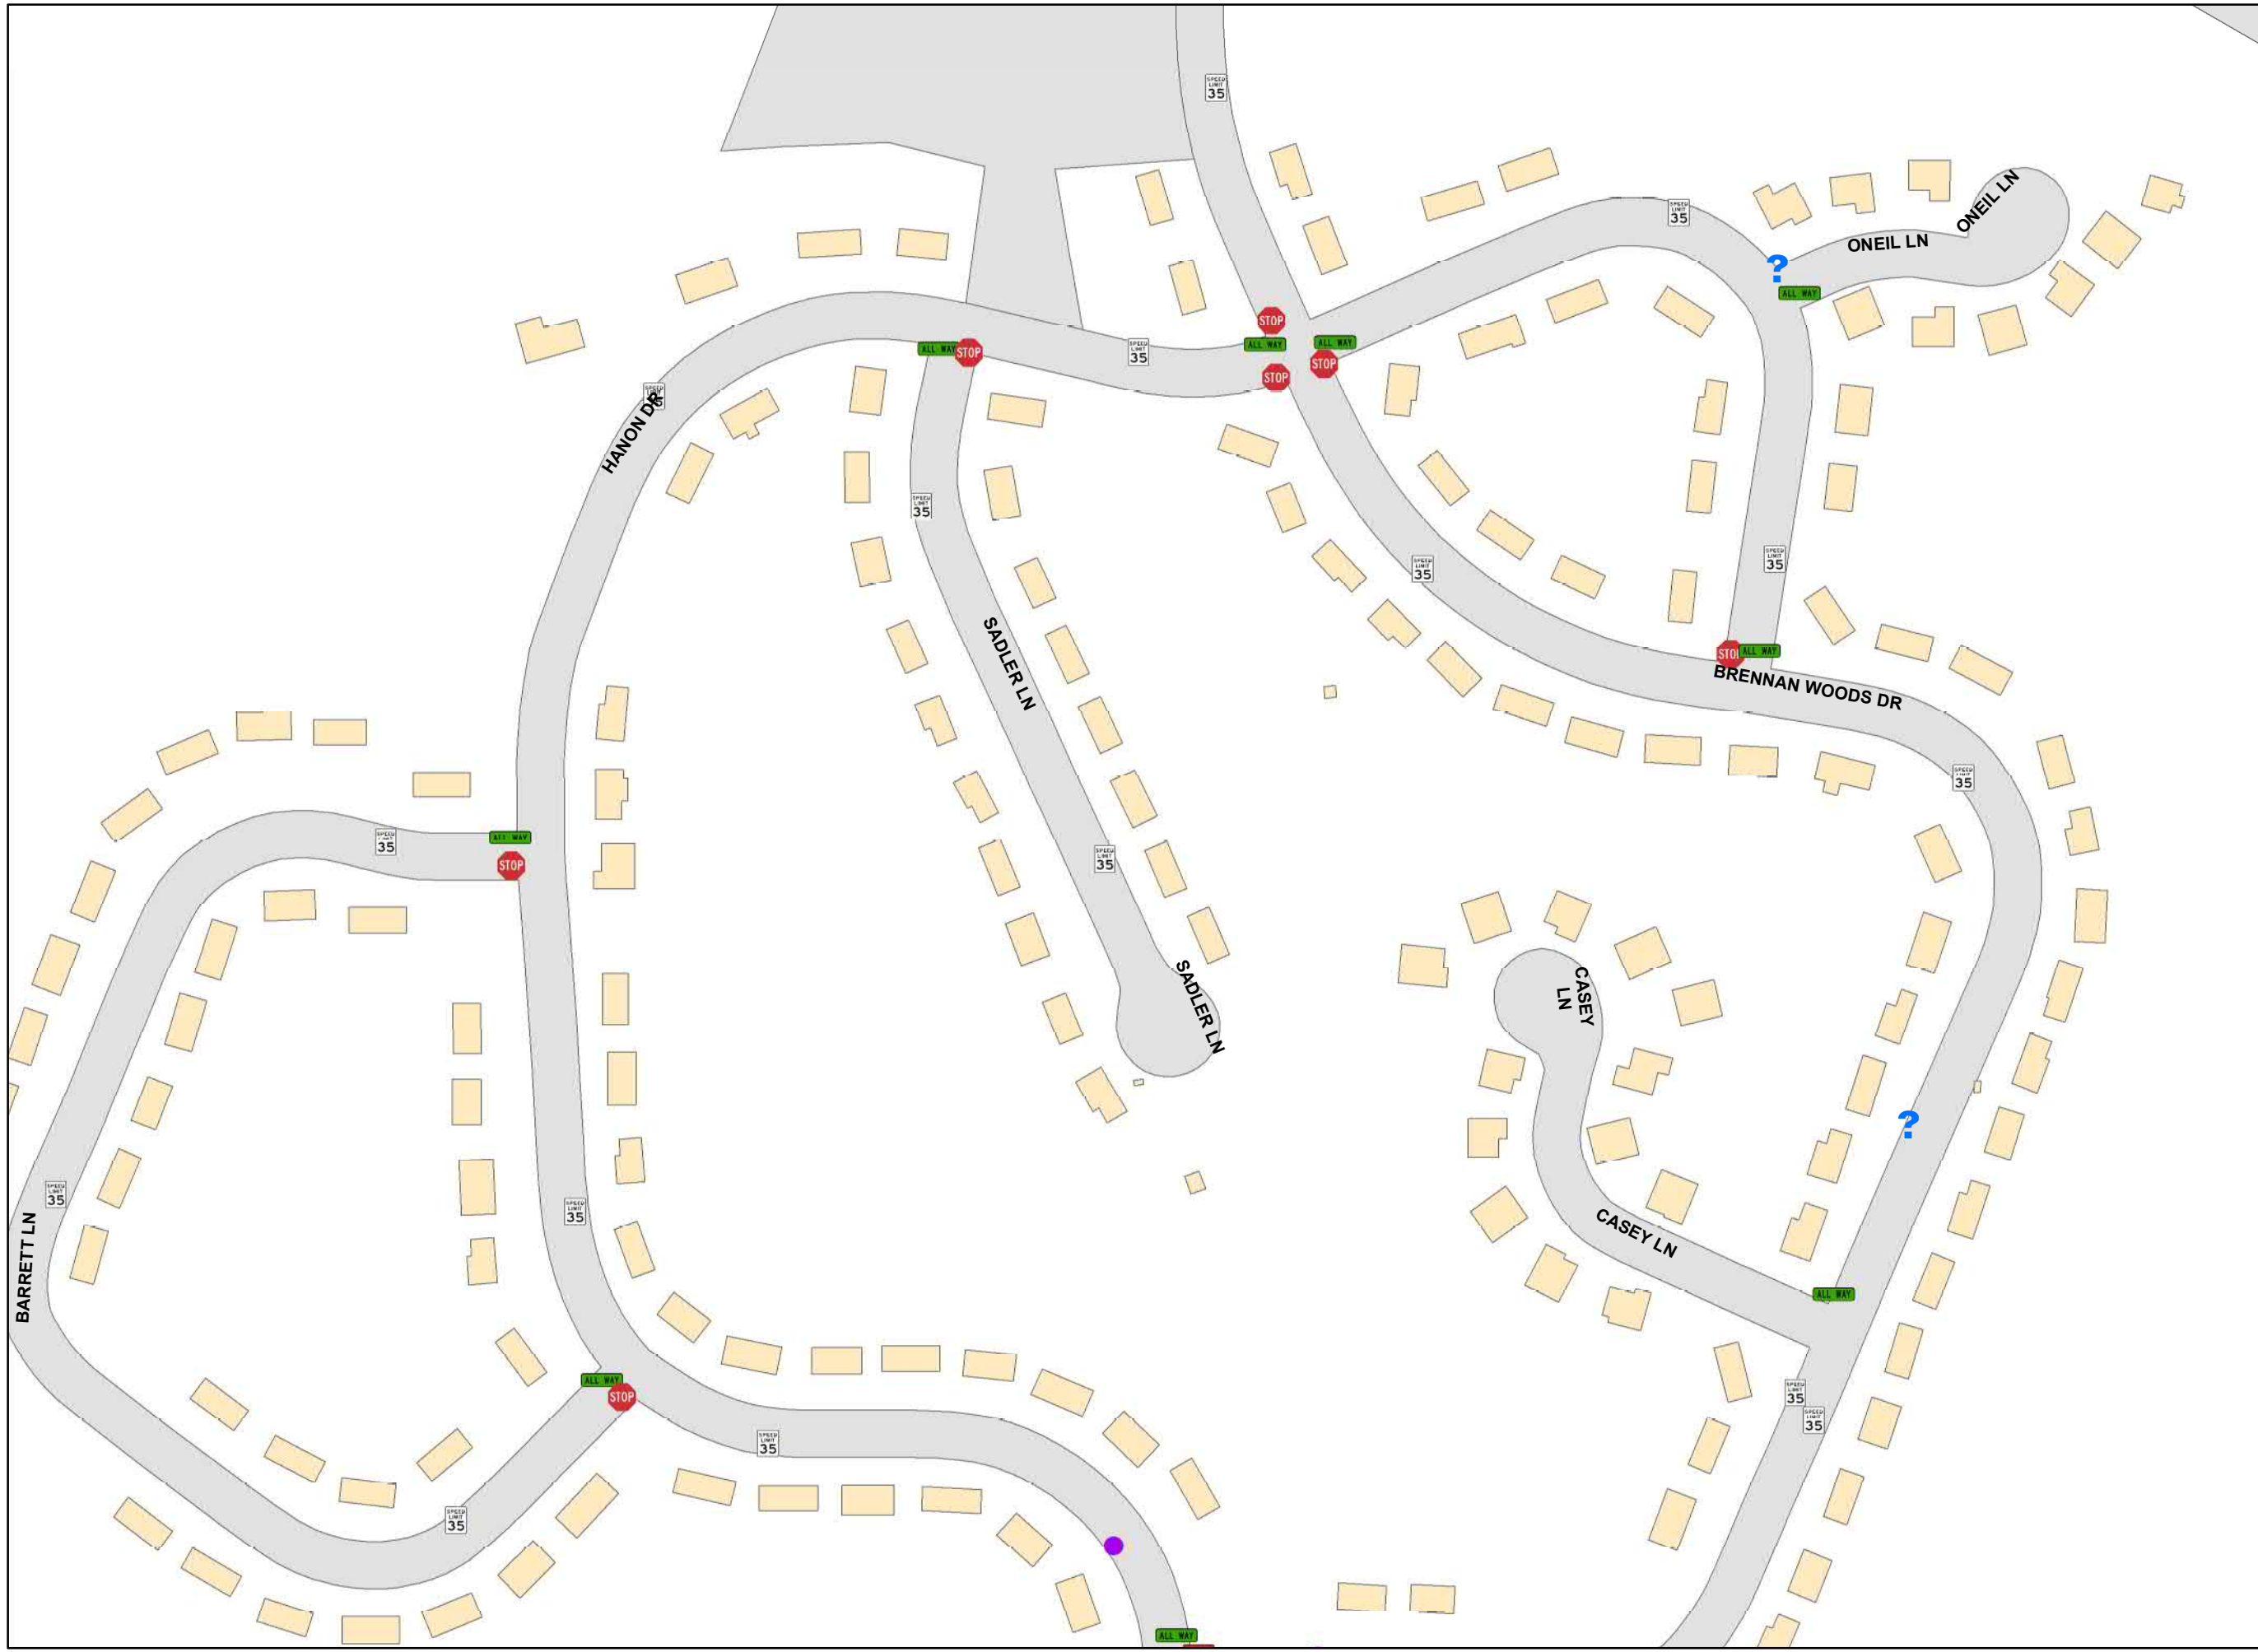 SPEED
LIMIT
35
SPEED
LIMIT
35
ONEIL LN
ONEIL LN
?
ALL WAY
STOP
ALL WAY
ALL WAY
STOP
STOP
ALL WAY
STOP
SPEED
LIMIT
35
HANON DR
SPEED
LIMIT
35
SPEED
LIMIT
35
SPEED
LIMIT
35
SADLER LN
STOP
ALL WAY
BRENNAN WOODS DR
SPEED
LIMIT
35
ALL WAY
STOP
SPEED
LIMIT
35
SPEED
LIMIT
35
SADLER LN
CASEY
LN
?
SPEED
LIMIT
35
BARRETT LN
SPEED
LIMIT
35
CASEY LN
ALL WAY
ALL WAY
STOP
SPEED
LIMIT
35
SPEED
LIMIT
35
SPEED
LIMIT
35
SPEED
LIMIT
35
ALL WAY